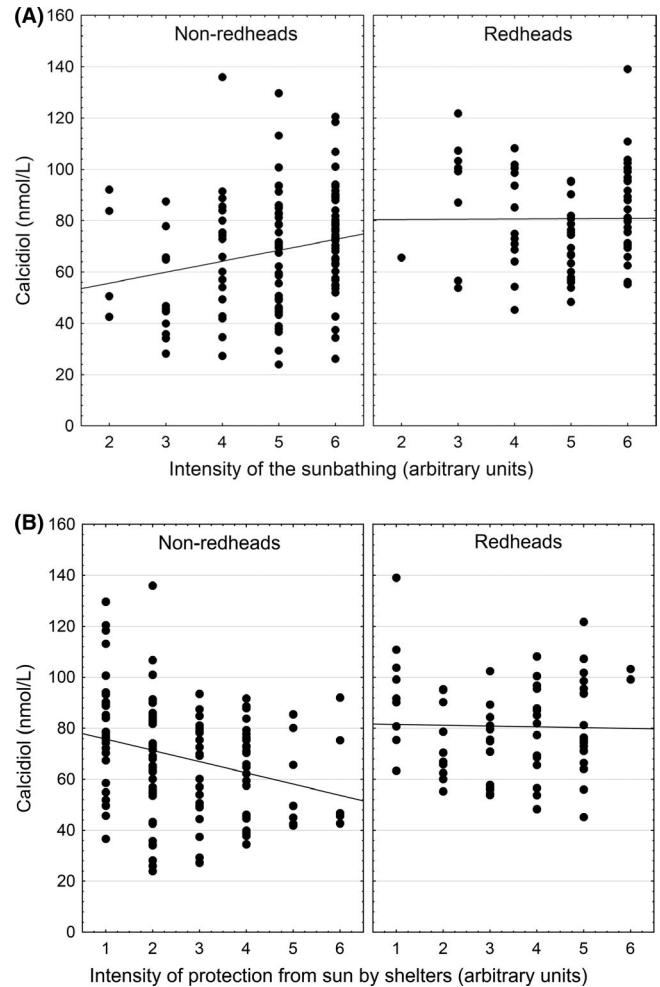 (A)
Non-redheads
Redheads
Calcidiol (nmol/L)
160
140
120
100
80
60
40
20
0
2 3 4 5 6
2 3 4 5 6
Intensity of the sunbathing (arbitrary units)
(B)
Non-redheads
Redheads
Calcidiol (nmol/L)
160
140
120
100
80
60
40
20
0
1 2 3 4 5 6
1 2 3 4 5 6
Intensity of protection from sun by shelters (arbitrary units)